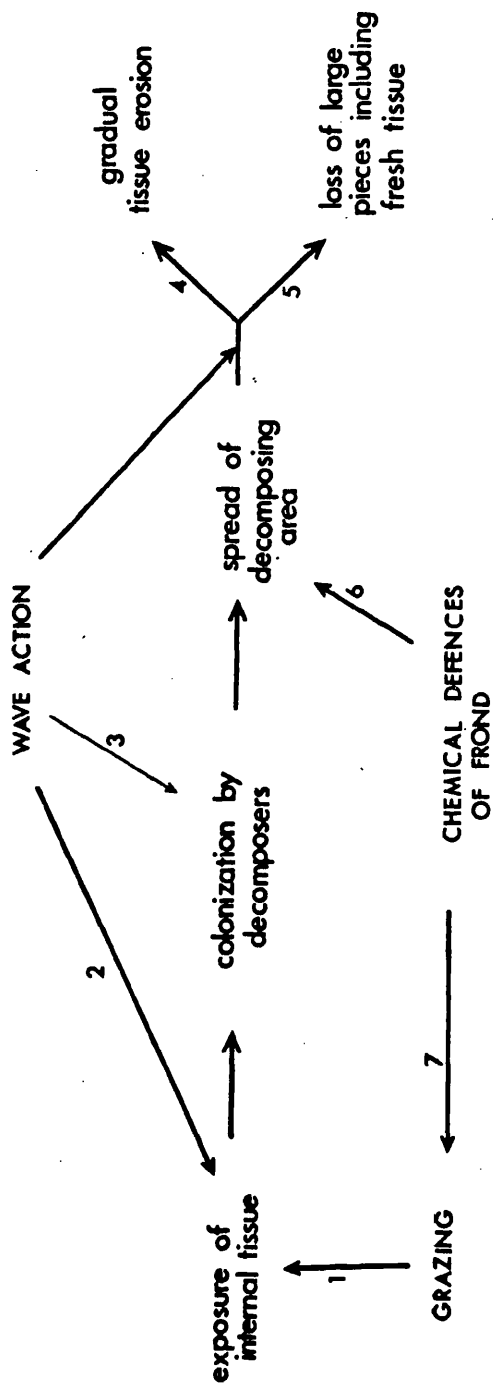 WAVE ACTION
gradual
tissue erosion
2
3
4
exposure of
internal tissue
colonization by
decomposers
spread of
decomposing
area
5
loss of large
pieces including
fresh tissue
1
6
7
GRAZING
CHEMICAL DEFENCES
OF FROND